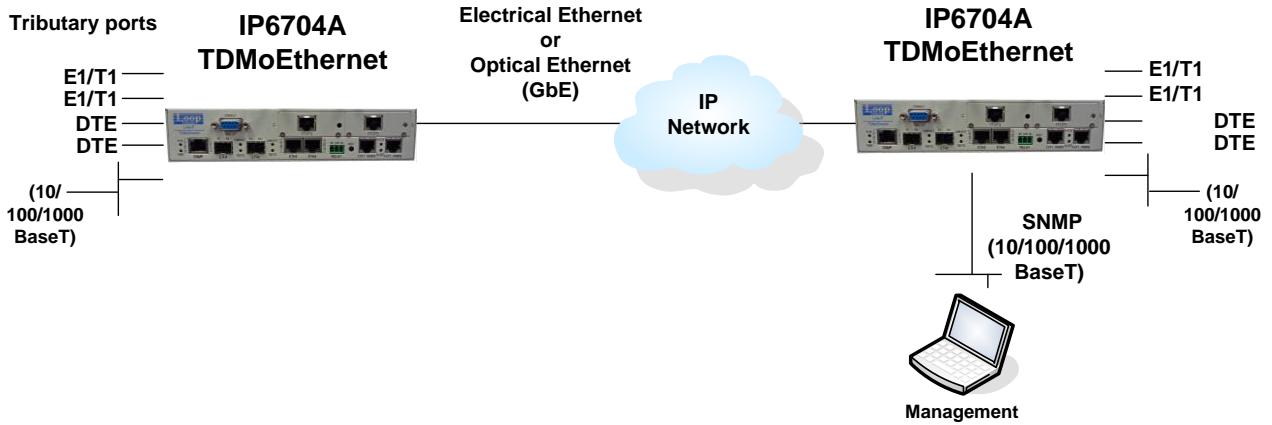 Tributary ports
IP6704A
TDMoEthernet
E1/T1
E1/T1
DTE
DTE
(10/
100/1000
BaseT)
Loop
Electrical Ethernet
or
Optical Ethernet
(GbE)
IP
Network
IP6704A
TDMoEthernet
Loop
E1/T1
E1/T1
DTE
DTE
(10/
100/1000
BaseT)
SNMP
(10/100/1000
BaseT)
Management